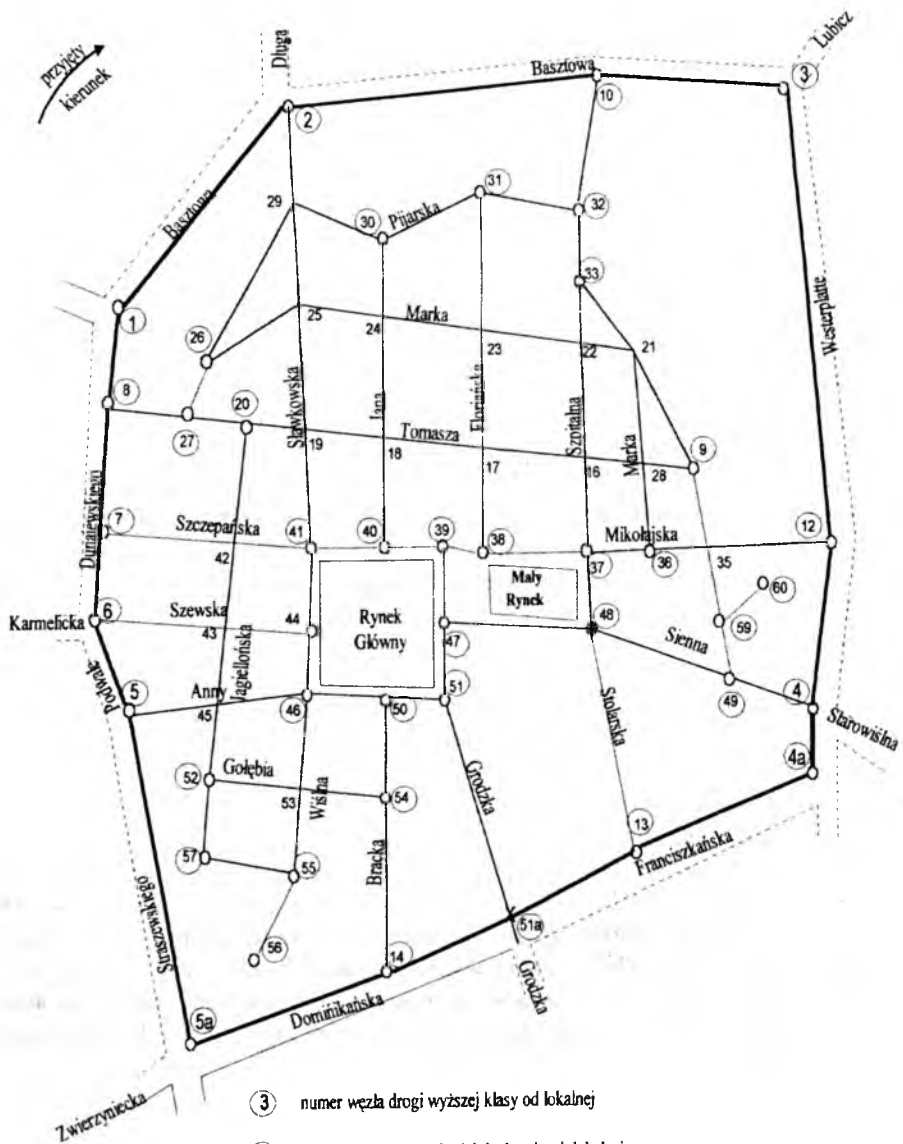 przyjęty
kierunek
Długa
Basztowa
Lubicz
3
2
10
Basztowa
31
32
29
30
Pijarska
33
1
26
25
24
Marka
23
22
21
Westerplatte
8
20
27
Sławkowska
19
Jana
18
Tomasza
Floriańska
17
Szpitalna
16
Marka
28
9
Dunajewskiego
7
Szczepańska
42
41
40
39
38
37
Mikołajska
36
35
12
Karmelicka
6
Szewska
43
44
Rynek
Główny
Mały
Rynek
47
48
60
59
Sienna
49
4
Starowiślna
Podwale
5
Anny
45
Jagiellońska
46
50
51
Stolarska
4a
52
Gołębia
53
Wiślna
54
Grodzka
57
55
Bracka
13
Franciszkańska
Straszewskiego
56
14
51a
Grodzka
5a
Dominikańska
Zwierzyniecka
3 numer węzła drogi wyższej klasy od lokalnej